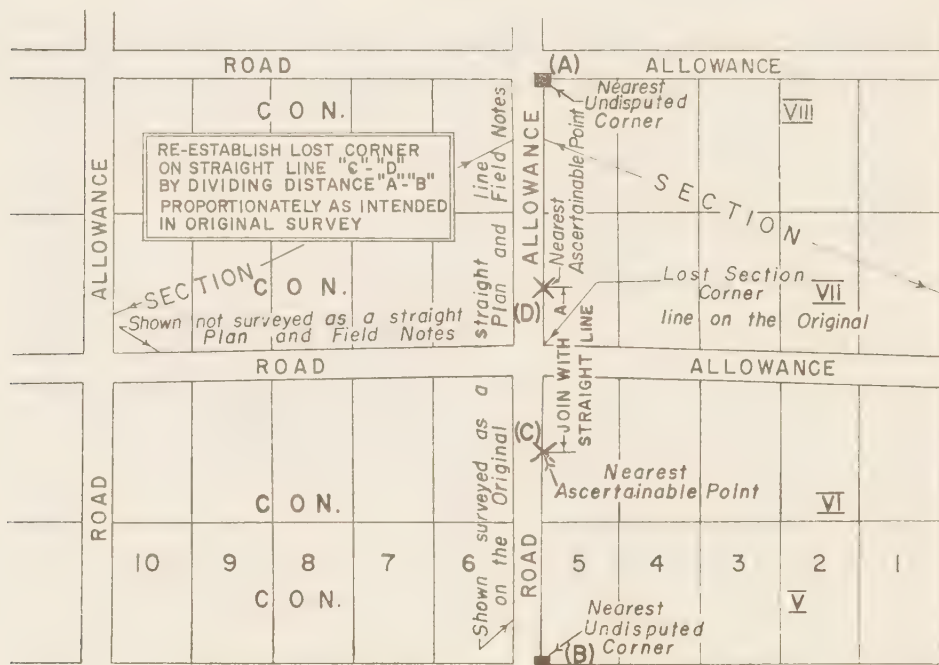 ROAD
(A)
ALLOWANCE
C O N.
Nearest
Undisputed
Corner
VIII
RE-ESTABLISH LOST CORNER
ON STRAIGHT LINE "C"-"D"
BY DIVIDING DISTANCE "A"-"B"
PROPORTIONATELY AS INTENDED
IN ORIGINAL SURVEY
ALLOWANCE
straight line
Plan and Field Notes
ALLOWANCE
Nearest
Ascertainable Point
SECTION
SECTION
C O N.
(D)
Lost Section
Corner
VII
line on the Original
Shown not surveyed as a straight
Plan and Field Notes
ROAD
ALLOWANCE
JOIN WITH A
STRAIGHT LINE
(C)
Nearest
Ascertainable Point
C O N.
VI
ROAD
Shown surveyed as a
on the Original
ROAD
10 9 8 7 6 5 4 3 2 1
C O N.
V
Nearest
Undisputed
Corner
(B)